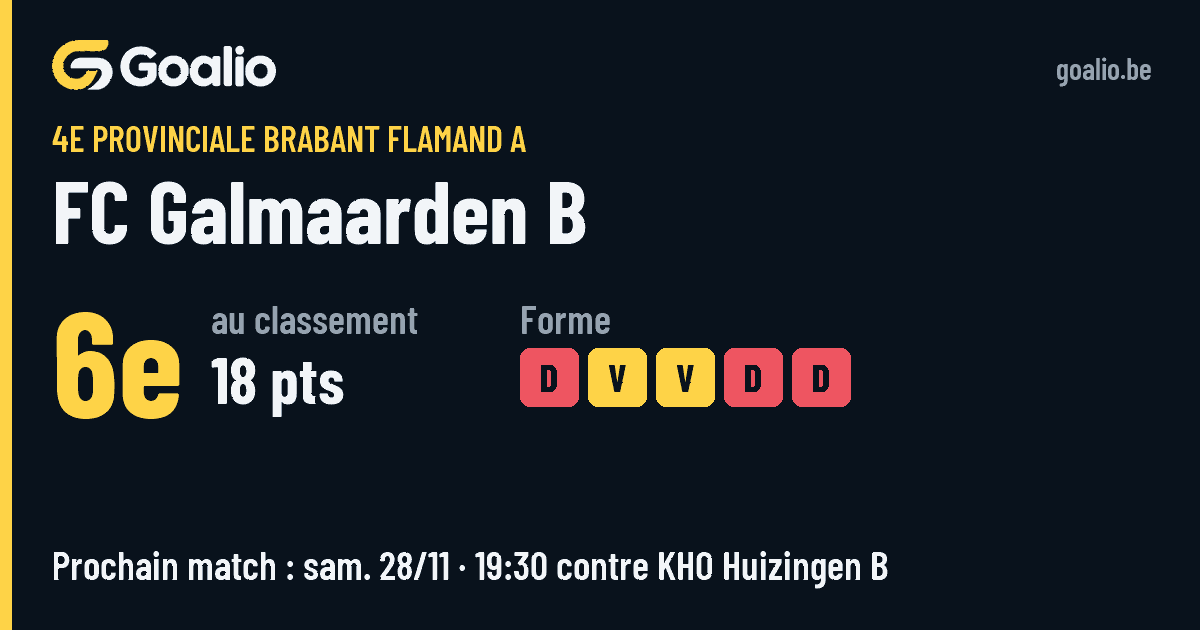 Goalio
goalio.be
4E PROVINCIALE BRABANT FLAMAND A
FC Galmaarden B
6e
au classement
18 pts
Forme
D V V D D
Prochain match : sam. 28/11 · 19:30 contre KHO Huizingen B